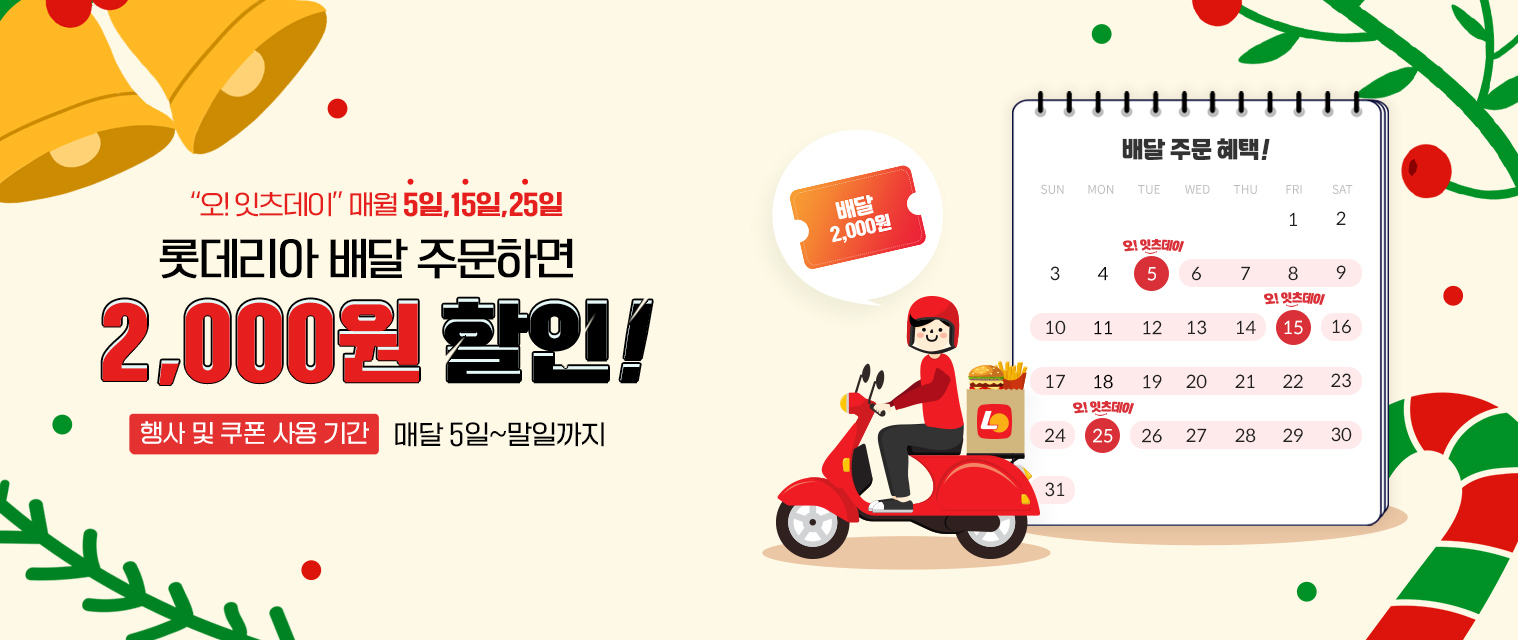 “오! 잇츠데이” 매월 5일,15일,25일
롯데리아 배달 주문하면
2,000원 할인!
행사 및 쿠폰 사용 기간 매달 5일~말일까지
배달
2,000원
L
배달 주문 혜택!
SUN MON TUE WED THU FRI SAT
1 2
오! 잇츠데이
3 4 5 6 7 8 9
오! 잇츠데이
10 11 12 13 14 15 16
17 18 19 20 21 22 23
오! 잇츠데이
24 25 26 27 28 29 30
31